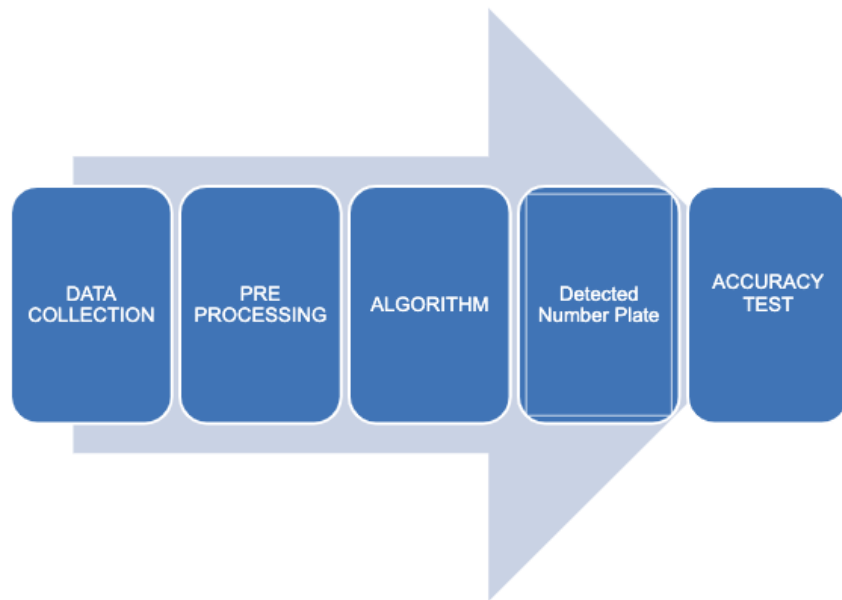 DATA
COLLECTION
PRE
PROCESSING
ALGORITHM
Detected
Number Plate
ACCURACY
TEST